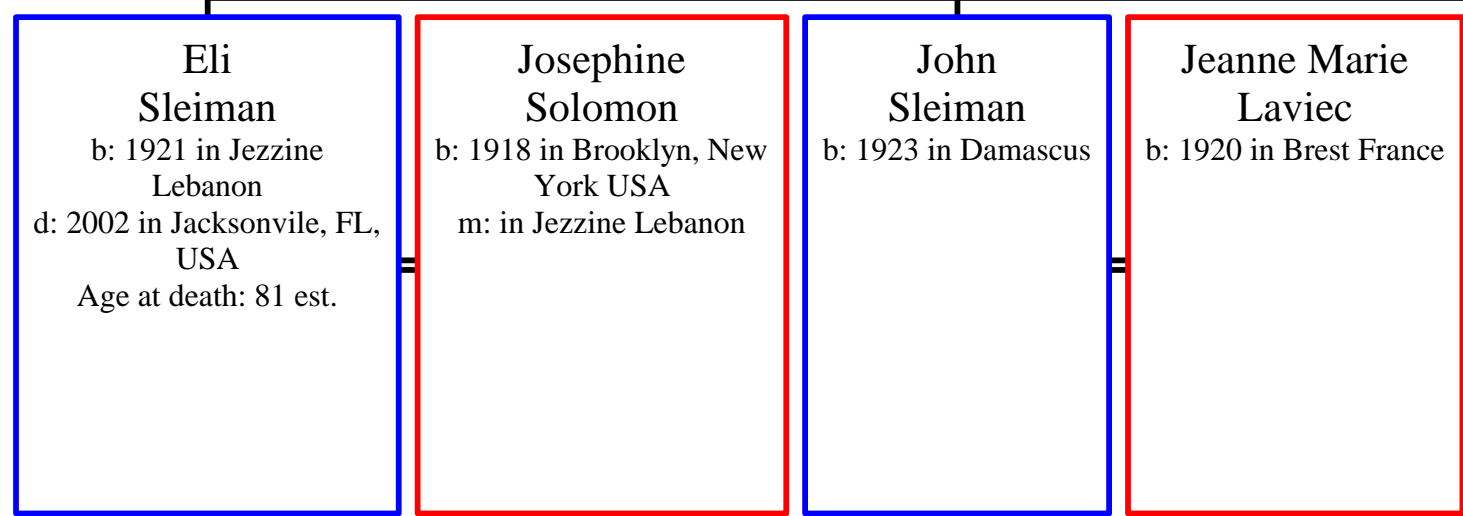 Eli
Sleiman
b: 1921 in Jezzine
Lebanon
d: 2002 in Jacksonvile, FL,
USA
Age at death: 81 est.
Josephine
Solomon
b: 1918 in Brooklyn, New
York USA
m: in Jezzine Lebanon
John
Sleiman
b: 1923 in Damascus
Jeanne Marie
Laviec
b: 1920 in Brest France